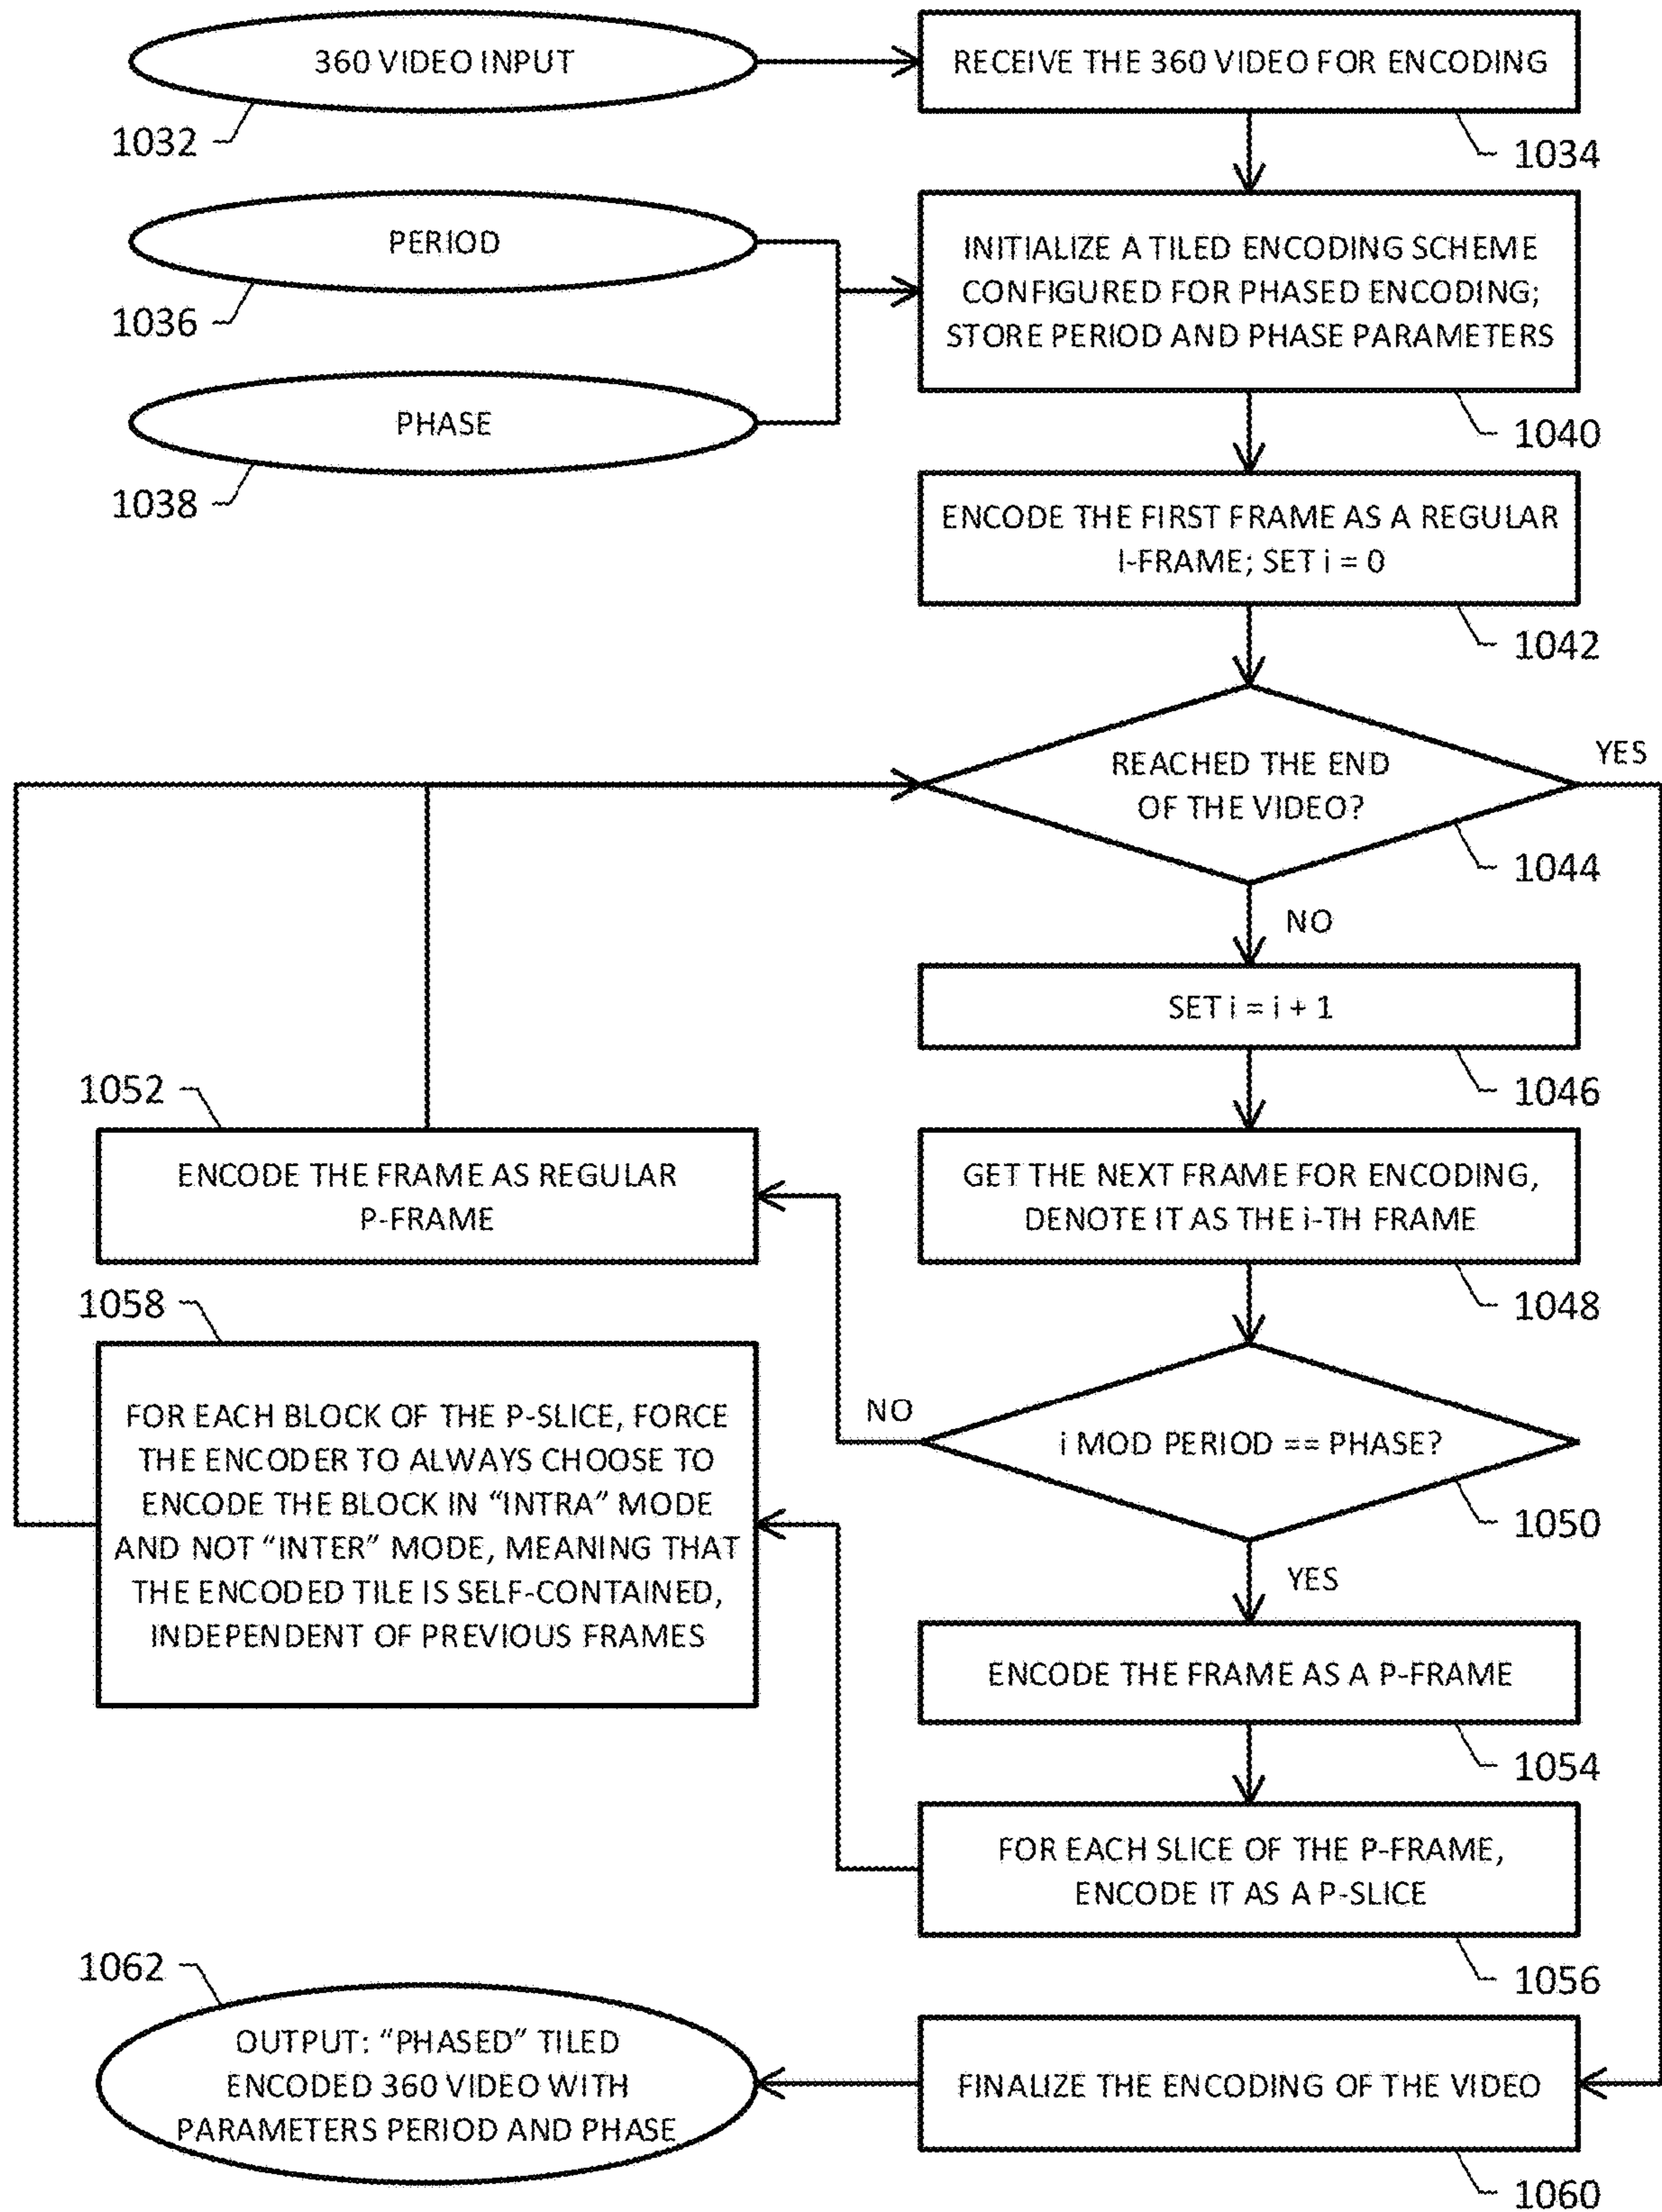 360 VIDEO INPUT
1032
RECEIVE THE 360 VIDEO FOR ENCODING
1034
PERIOD
1036
PHASE
1038
INITIALIZE A TILED ENCODING SCHEME
CONFIGURED FOR PHASED ENCODING;
STORE PERIOD AND PHASE PARAMETERS
1040
ENCODE THE FIRST FRAME AS A REGULAR
I-FRAME; SET i = 0
1042
REACHED THE END
OF THE VIDEO?
YES
1044
NO
SET i = i + 1
1046
1052
ENCODE THE FRAME AS REGULAR
P-FRAME
GET THE NEXT FRAME FOR ENCODING,
DENOTE IT AS THE i-TH FRAME
1048
1058
FOR EACH BLOCK OF THE P-SLICE, FORCE
THE ENCODER TO ALWAYS CHOOSE TO
ENCODE THE BLOCK IN “INTRA” MODE
AND NOT “INTER” MODE, MEANING THAT
THE ENCODED TILE IS SELF-CONTAINED,
INDEPENDENT OF PREVIOUS FRAMES
NO
i MOD PERIOD == PHASE?
1050
YES
ENCODE THE FRAME AS A P-FRAME
1054
FOR EACH SLICE OF THE P-FRAME,
ENCODE IT AS A P-SLICE
1056
1062
OUTPUT: “PHASED” TILED
ENCODED 360 VIDEO WITH
PARAMETERS PERIOD AND PHASE
FINALIZE THE ENCODING OF THE VIDEO
1060